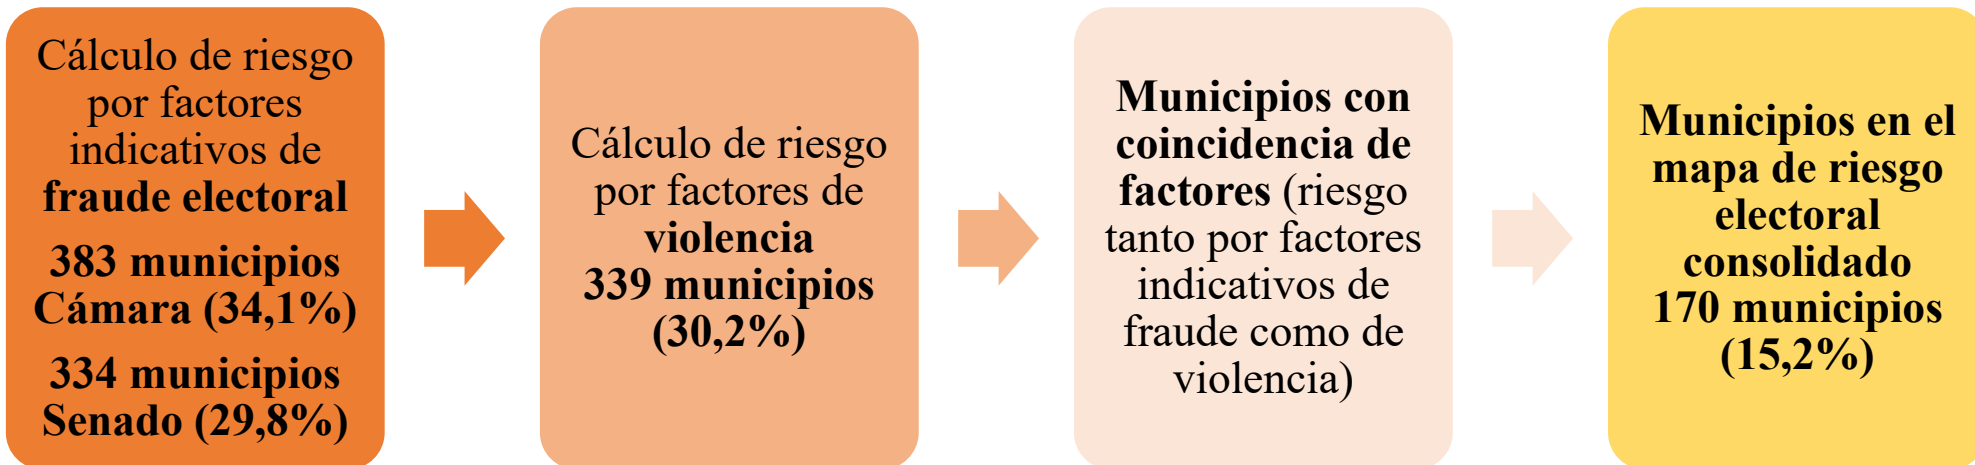 Cálculo de riesgo
por factores
indicativos de
fraude electoral
383 municipios
Cámara (34,1%)
334 municipios
Senado (29,8%)
Cálculo de riesgo
por factores de
violencia
339 municipios
(30,2%)
Municipios con
coincidencia de
factores (riesgo
tanto por factores
indicativos de
fraude como de
violencia)
Municipios en el
mapa de riesgo
electoral
consolidado
170 municipios
(15,2%)